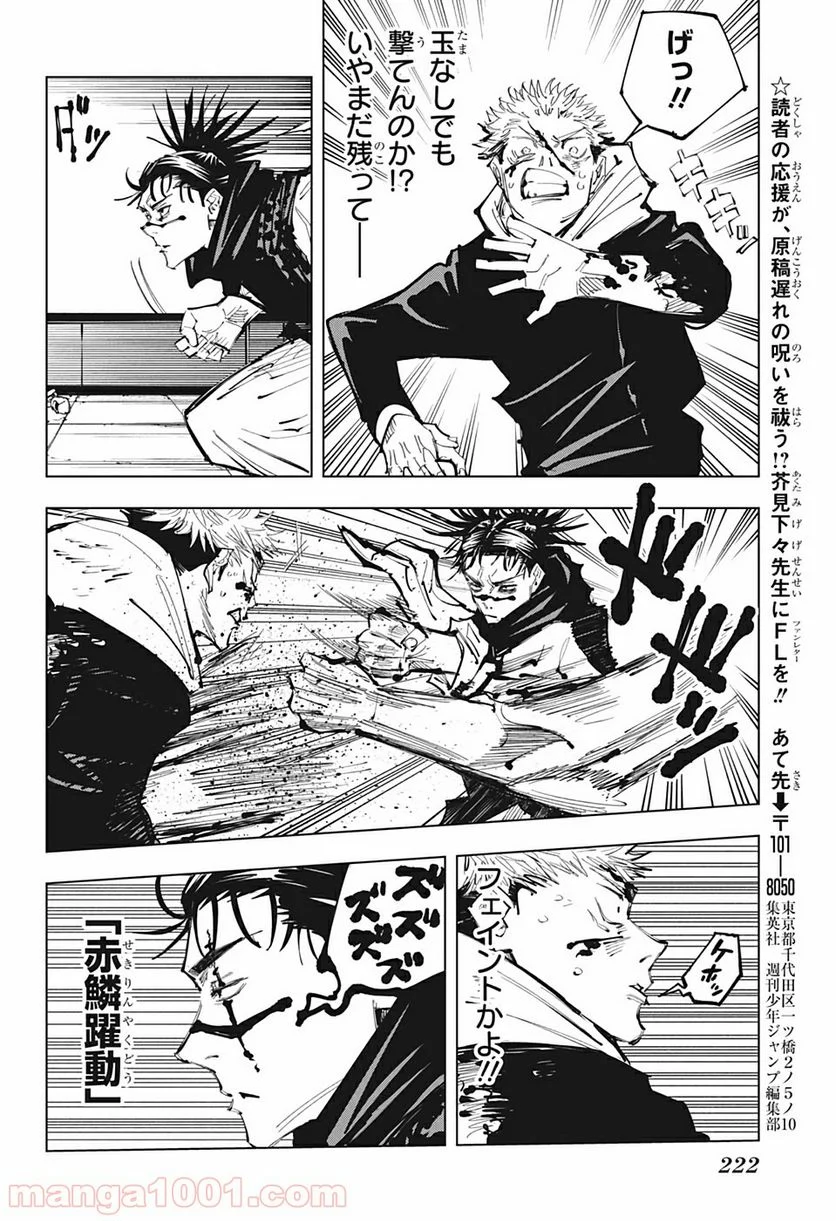 ☆読者の応援が、原稿遅れの呪いを祓う!?芥見下々先生にFLを!!　あて先➡〒101―8050
東京都千代田区一ツ橋2ノ5ノ10
集英社　週刊少年ジャンプ編集部
げっ!!
玉なしでも
撃てんのか!?
いやまだ残って――
ダッ
ドドッ
ケホッ
フェイントかよ!!
ズズズズズズ
「赤鱗躍動」
222
manga1001.com